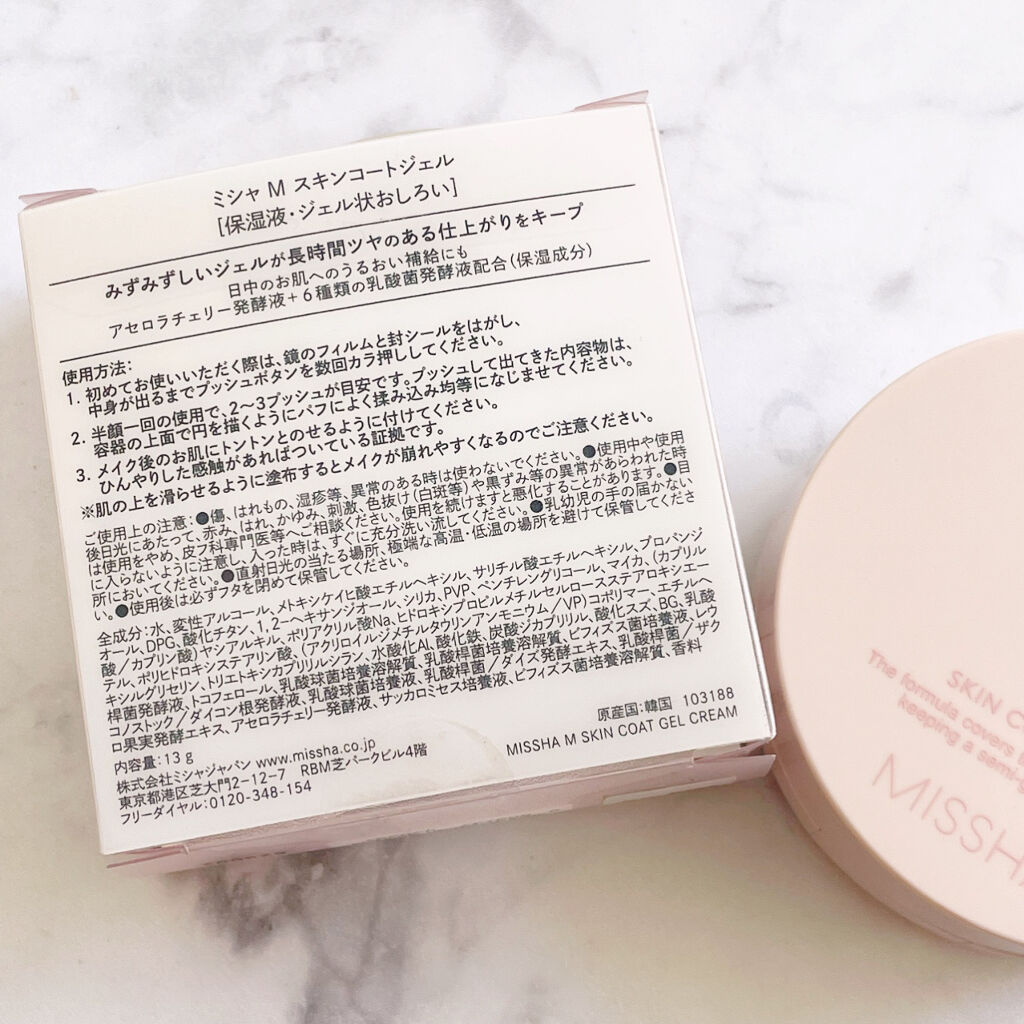 ミシャ M スキンコートジェル
[保湿液・ジェル状おしろい]
みずみずしいジェルが長時間ツヤのある仕上がりをキープ
日中のお肌へのうるおい補給にも
アセロラチェリー発酵液+6種類の乳酸菌発酵液配合(保湿成分)
使用方法:
1. 初めてお使いいただく際は、鏡のフィルムと封シールをはがし、
中身が出るまでプッシュボタンを数回カラ押ししてください。
2. 半顔一回の使用で、2〜3プッシュが目安です。プッシュして出てきた内容物は、
容器の上面で円を描くようにパフによく揉み込み均等になじませてください。
3. メイク後のお肌にトントンとのせるように付けてください。
ひんやりした感触があればついている証拠です。
※肌の上を滑らせるように塗布するとメイクが崩れやすくなるのでご注意ください。
ご使用上の注意:●傷、はれもの、湿疹等、異常のある時は使わないでください。●使用中や使用
後日光にあたって、赤み、はれ、かゆみ、刺激、色抜け(白斑等)や黒ずみ等の異常があらわれた時
は使用をやめ、皮フ科専門医等へご相談ください。使用を続けますと悪化することがあります。●目
に入らないように注意し、入った時は、すぐに充分洗い流してください。●乳幼児の手の届かない
所においてください。●直射日光の当たる場所、極端な高温・低温の場所を避けて保管してくださ
い。●使用後は必ずフタを閉めて保管してください。
全成分:水、変性アルコール、メトキシケイヒ酸エチルヘキシル、サリチル酸エチルヘキシル、プロパンジ
オール、DPG、酸化チタン、1,2-ヘキサンジオール、シリカ、PVP、ペンチレングリコール、マイカ、(カプリル
酸/カプリン酸)ヤシアルキル、ポリアクリル酸Na、ヒドロキシプロピルメチルセルロースステアロキシエー
テル、ポリヒドロキシステアリン酸、(アクリロイルジメチルタウリンアンモニウム/VP)コポリマー、エチルヘ
キシルグリセリン、トリエトキシカプリリルシラン、水酸化Al、酸化鉄、炭酸ジカプリリル、酸化スズ、BG、乳酸
桿菌発酵液、トコフェロール、乳酸球菌培養溶解質、乳酸桿菌培養溶解質、ビフィズス菌培養液、レウ
コノストック/ダイコン根発酵液、乳酸球菌培養液、乳酸桿菌/ダイズ発酵エキス、乳酸桿菌/ザク
ロ果実発酵エキス、アセロラチェリー発酵液、サッカロミセス培養液、ビフィズス菌培養溶解質、香料
内容量:13 g
原産国:韓国 103188
株式会社ミシャジャパン www.missha.co.jp
MISSHA M SKIN COAT GEL CREAM
東京都港区芝大門2-12-7 RBM芝パークビル4階
フリーダイヤル:0120-348-154
SKIN C
The formula covers
keeping a semi-
MISSHA